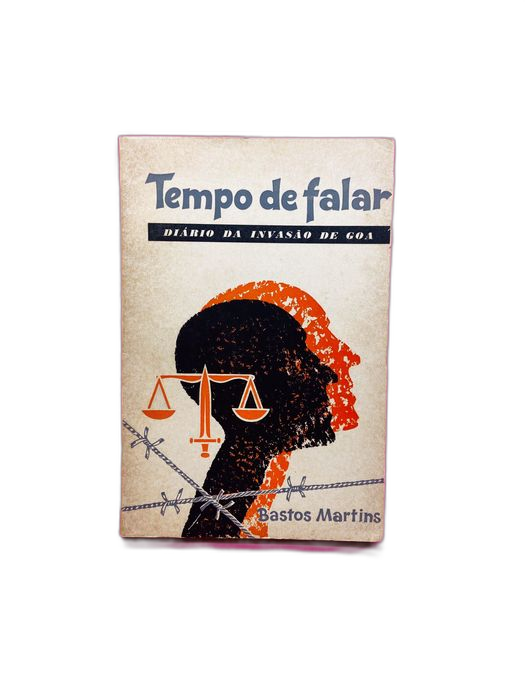 Tempo de falar
DIÁRIO DA INVASÃO DE GOA
Bastos Martins